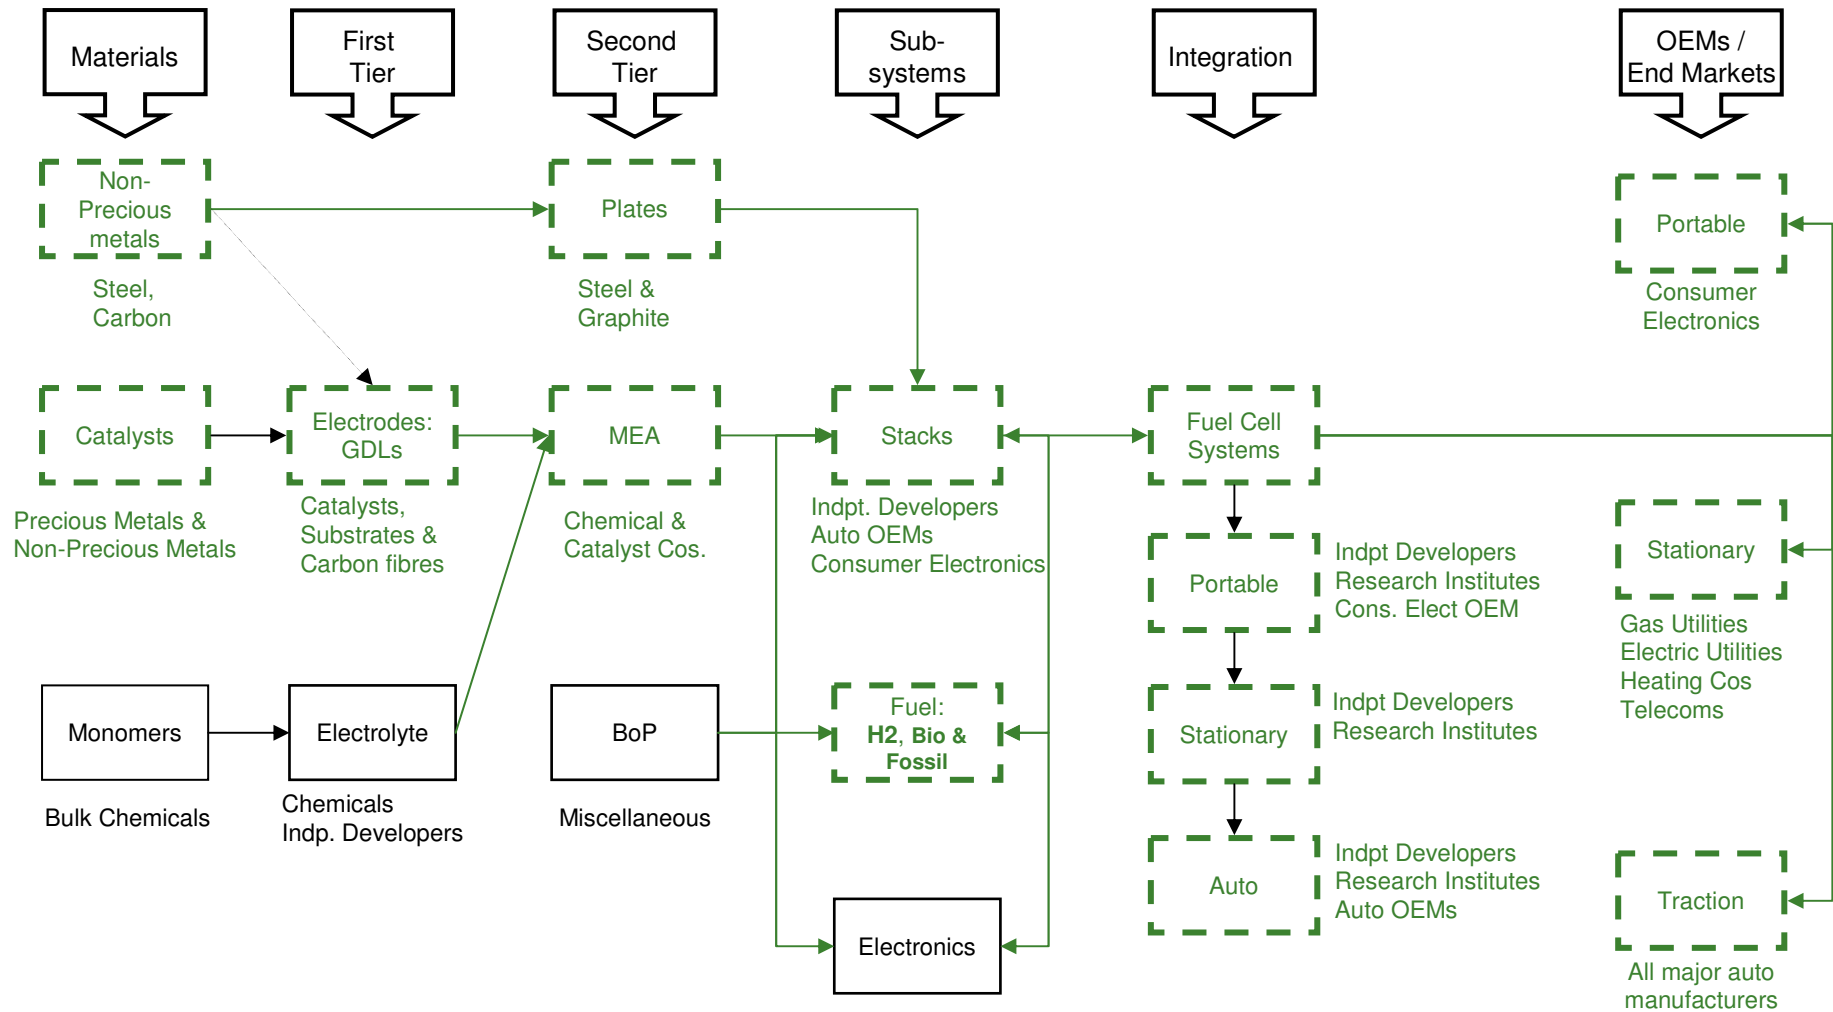 Materials
First
Tier
Second
Tier
Sub-
systems
Integration
OEMs /
End Markets
Non-
Precious
metals
Steel,
Carbon
Plates
Steel &
Graphite
Portable
Consumer
Electronics
Catalysts
Precious Metals &
Non-Precious Metals
Electrodes:
GDLs
Catalysts,
Substrates &
Carbon fibres
MEA
Chemical &
Catalyst Cos.
Stacks
Indpt. Developers
Auto OEMs
Consumer Electronics
Fuel Cell
Systems
Portable
Indpt Developers
Research Institutes
Cons. Elect OEM
Stationary
Gas Utilities
Electric Utilities
Heating Cos
Telecoms
Monomers
Bulk Chemicals
Electrolyte
Chemicals
Indp. Developers
BoP
Miscellaneous
Fuel:
H2, Bio &
Fossil
Stationary
Indpt Developers
Research Institutes
Electronics
Auto
Indpt Developers
Research Institutes
Auto OEMs
Traction
All major auto
manufacturers